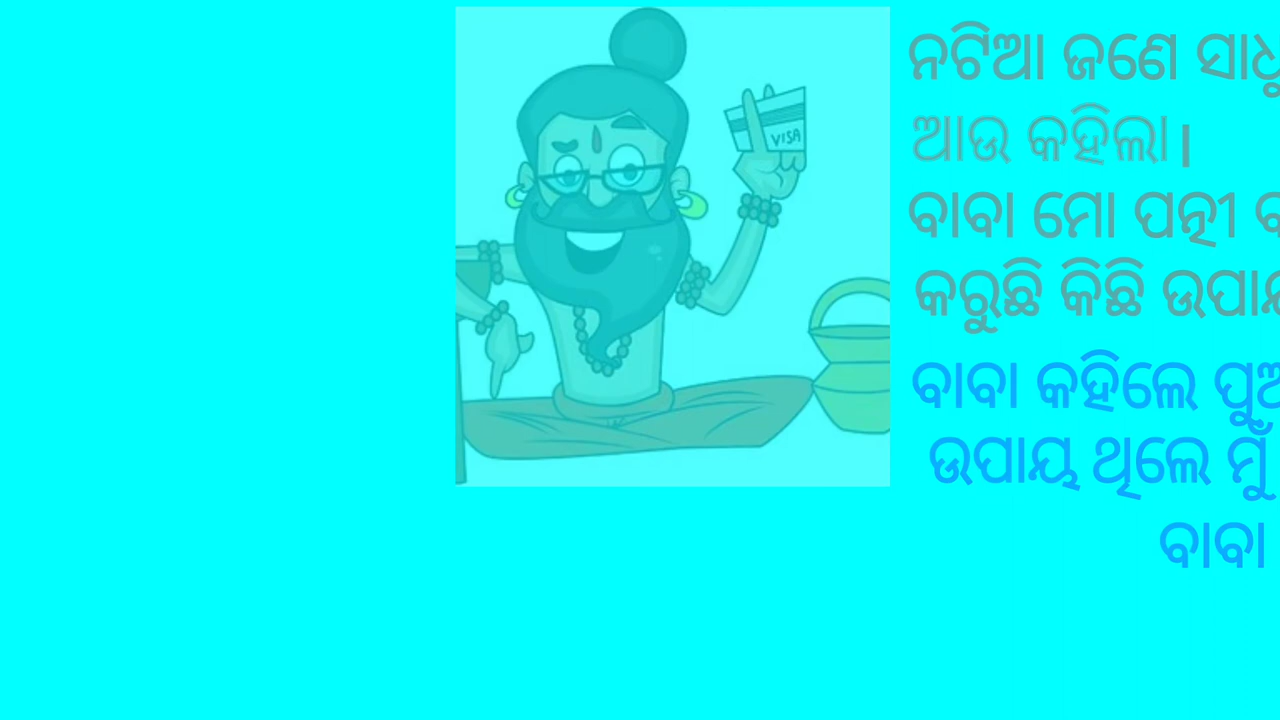 VISA
ନଟିଆ ଜଣେ ସାଧୁ
ଆଉ କହିଲା।
ବାବା ମୋ ପତ୍ନୀ
କରୁଛି କିଛି ଉପାୟ
ବାବା କହିଲେ
ଉପାୟ ଥିଲେ ମୁଁ
ବାବା